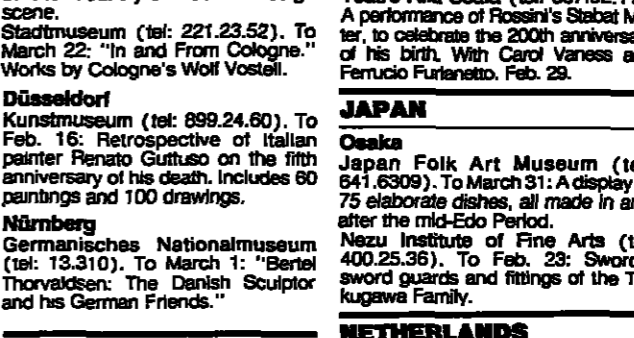 scene.
Stadtmuseum (tel: 221.23.52). To
March 22: "In and From Cologne."
Works by Cologne's Wolf Vostell.
Düsseldorf
Kunstmuseum (tel: 899.24.60). To
Feb. 16: Retrospective of Italian
painter Renato Guttuso on the fifth
anniversary of his death. Includes 60
paintings and 100 drawings.
Nürnberg
Germanisches Nationalmuseum
(tel: 13.310). To March 1: "Bertel
Thorvaldsen: The Danish Sculptor
and his German Friends."
A performance of Rossini's Stabat M
ter, to celebrate the 200th anniversa
of his birth. With Carol Vaness a
Ferrucio Furlanetto. Feb. 29.
JAPAN
Osaka
Japan Folk Art Museum (te
641.6309). To March 31: A display
75 elaborate dishes, all made in a
after the mid-Edo Period.
Nezu Institute of Fine Arts (t
400.25.36). To Feb. 23: Sword
sword guards and fittings of the T
kugawa Family.
NETHERLANDS